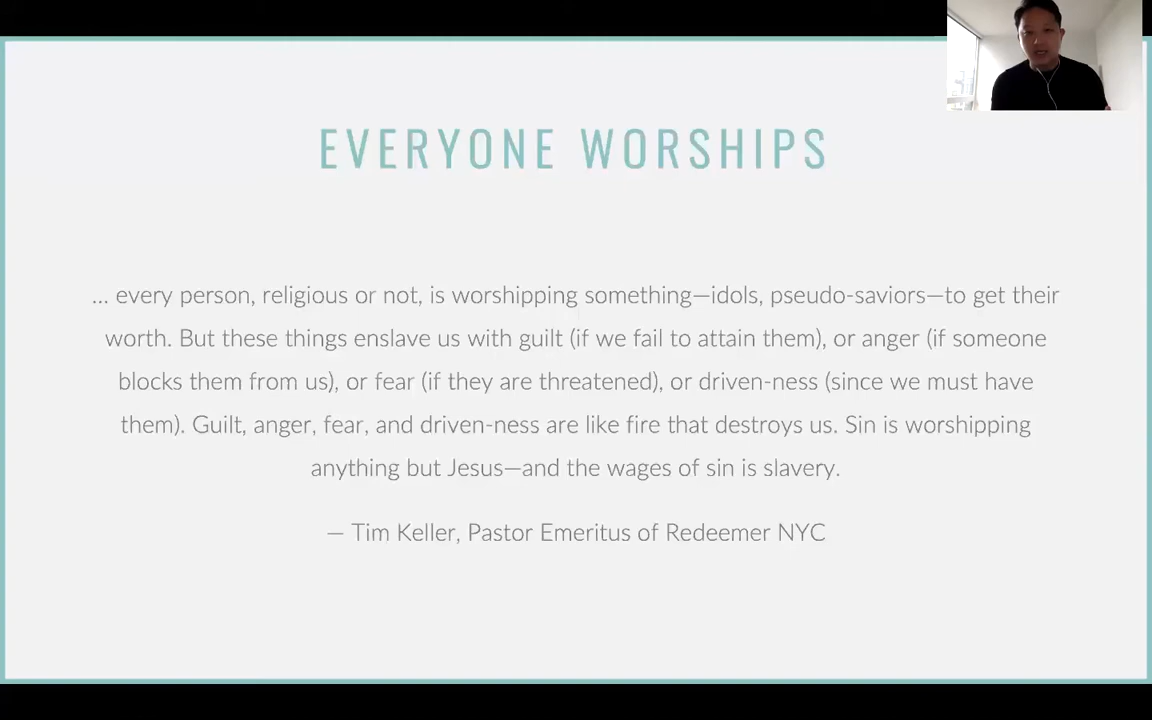 EVERYONE WORSHIPS
... every person, religious or not, is worshipping something—idols, pseudo-saviors—to get their
worth. But these things enslave us with guilt (if we fail to attain them), or anger (if someone
blocks them from us), or fear (if they are threatened), or driven-ness (since we must have
them). Guilt, anger, fear, and driven-ness are like fire that destroys us. Sin is worshipping
anything but Jesus—and the wages of sin is slavery.
— Tim Keller, Pastor Emeritus of Redeemer NYC